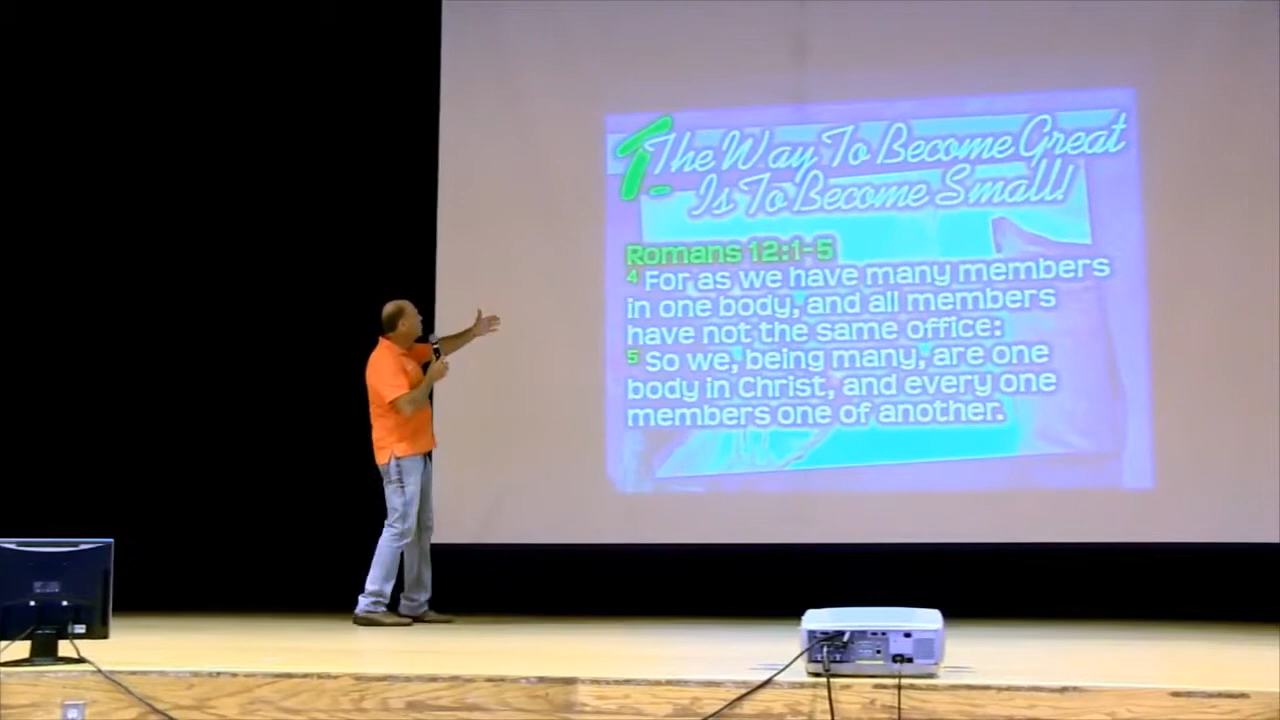 1- The Way To Become Great
Is To Become Small!
Romans 12:1-5
4 For as we have many members
in one body, and all members
have not the same office:
5 So we, being many, are one
body in Christ, and every one
members one of another.